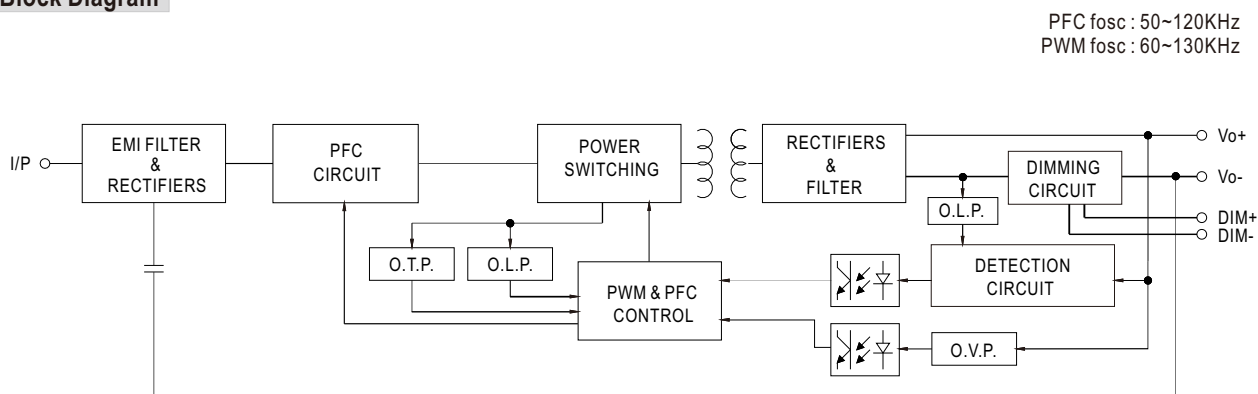 Block Diagram
PFC fosc : 50~120KHz
PWM fosc : 60~130KHz
I/P
EMI FILTER
&
RECTIFIERS
PFC
CIRCUIT
POWER
SWITCHING
RECTIFIERS
&
FILTER
DIMMING
CIRCUIT
Vo+
Vo-
DIM+
DIM-
O.L.P.
O.T.P.
O.L.P.
PWM & PFC
CONTROL
DETECTION
CIRCUIT
O.V.P.